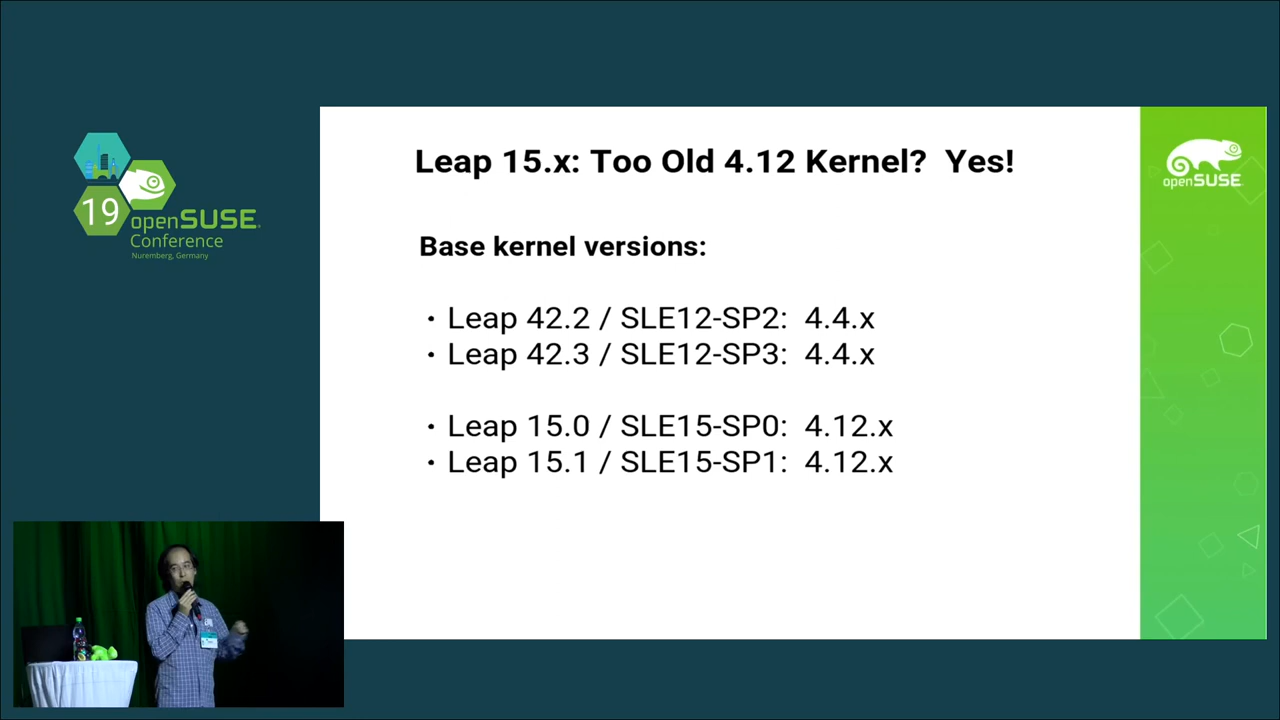 19
openSUSE
Conference
Nuremberg, Germany
Leap 15.x: Too Old 4.12 Kernel? Yes!
Base kernel versions:
• Leap 42.2 / SLE12-SP2: 4.4.x
• Leap 42.3 / SLE12-SP3: 4.4.x
• Leap 15.0 / SLE15-SP0: 4.12.x
• Leap 15.1 / SLE15-SP1: 4.12.x
openSUSE